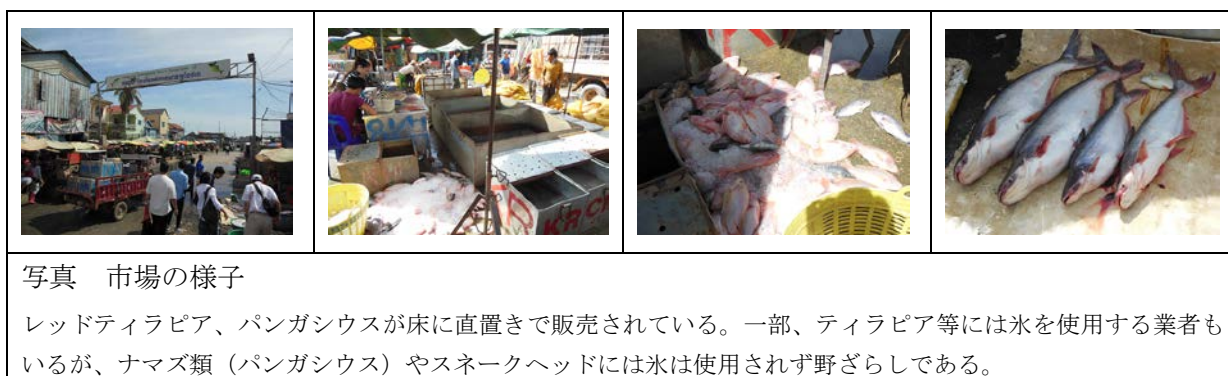 KR.CH
写真　市場の様子
レッドティラピア、パンガシウスが床に直置きで販売されている。一部、ティラピア等には氷を使用する業者も
いるが、ナマズ類（パンガシウス）やスネークヘッドには氷は使用されず野ざらしである。